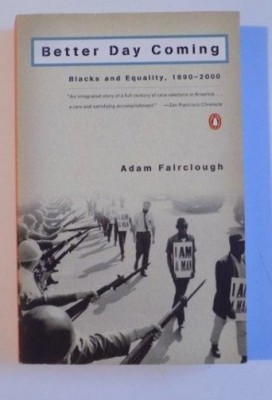 Better Day Coming
Blacks and Equality, 1890-2000
"An integrated story of a full century of race relations in America . . .
a rare and satisfying accomplishment." —San Francisco Chronicle
Adam Fairclough
I AM
A MAN
I AM
A MAN